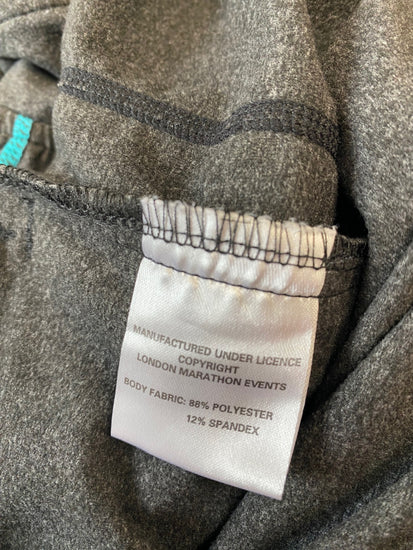 MANUFACTURED UNDER LICENCE
COPYRIGHT
LONDON MARATHON EVENTS
BODY FABRIC: 88% POLYESTER
12% SPANDEX